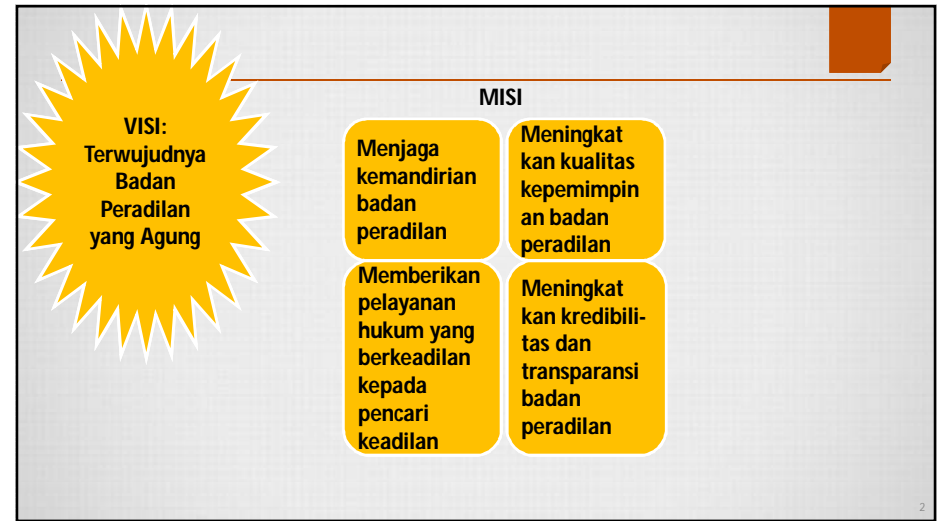 VISI:
Terwujudnya
Badan
Peradilan
yang Agung
MISI
Menjaga
kemandirian
badan
peradilan
Meningkat
kan kualitas
kepemimpin
an badan
peradilan
Memberikan
pelayanan
hukum yang
berkeadilan
kepada
pencari
keadilan
Meningkat
kan kredibili-
tas dan
transparansi
badan
peradilan
2